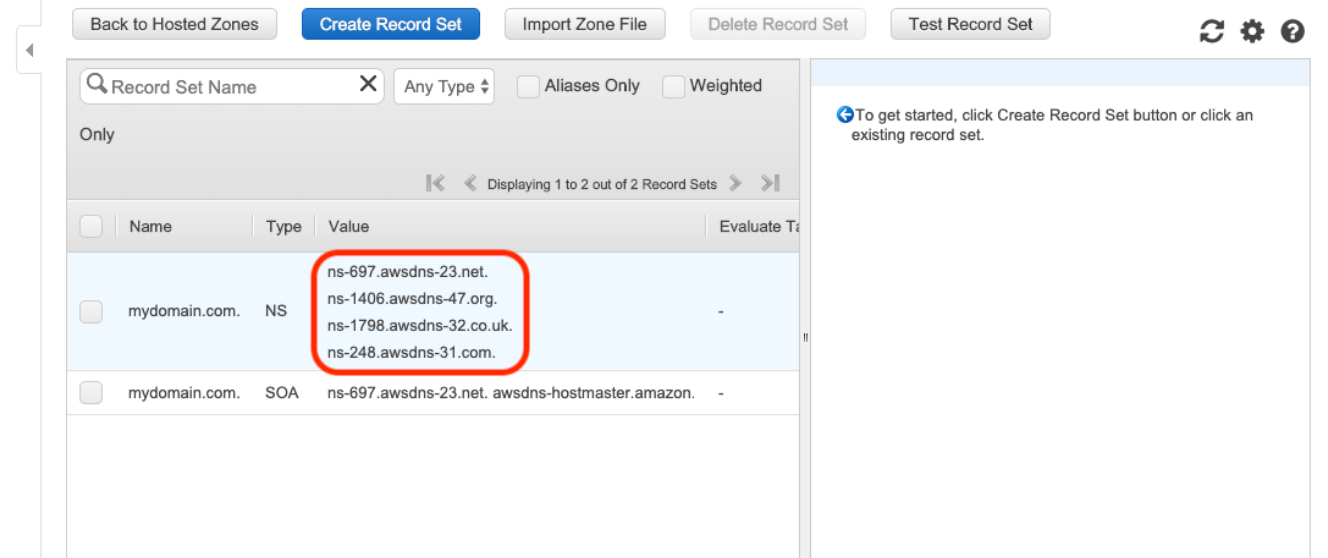 Back to Hosted Zones Create Record Set Import Zone File Delete Record Set Test Record Set
Record Set Name Any Type Aliases Only Weighted
Only
Displaying 1 to 2 out of 2 Record Sets
To get started, click Create Record Set button or click an
existing record set.
Name Type Value Evaluate Ta
ns-697.awsdns-23.net.
ns-1406.awsdns-47.org.
mydomain.com. NS -
ns-1798.awsdns-32.co.uk.
ns-248.awsdns-31.com.
mydomain.com. SOA ns-697.awsdns-23.net. awsdns-hostmaster.amazon. -